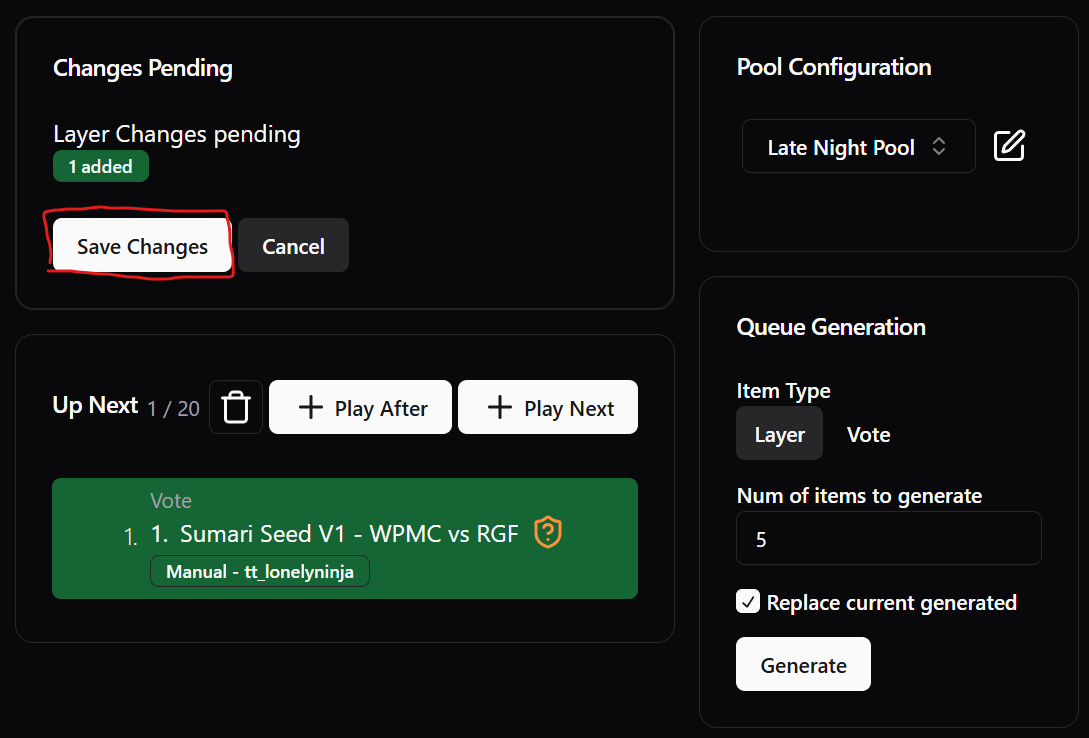 Changes Pending
Layer Changes pending
1 added
Save Changes
Cancel
Up Next 1 / 20
Play After
Play Next
Vote
1. 1. Sumari Seed V1 - WPMC vs RGF
Manual - tt_lonelyninja
Pool Configuration
Late Night Pool
Queue Generation
Item Type
Layer
Vote
Num of items to generate
5
Replace current generated
Generate